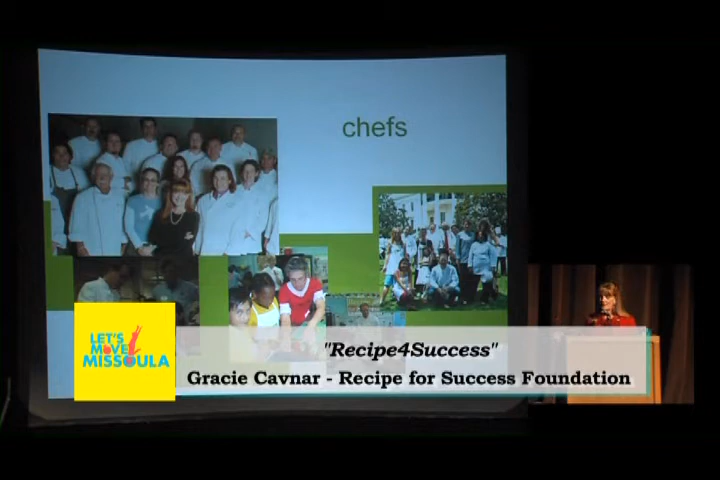 chefs
LET'S
MOVE!
MISSOULA
"Recipe4Success"
Gracie Cavnar - Recipe for Success Foundation